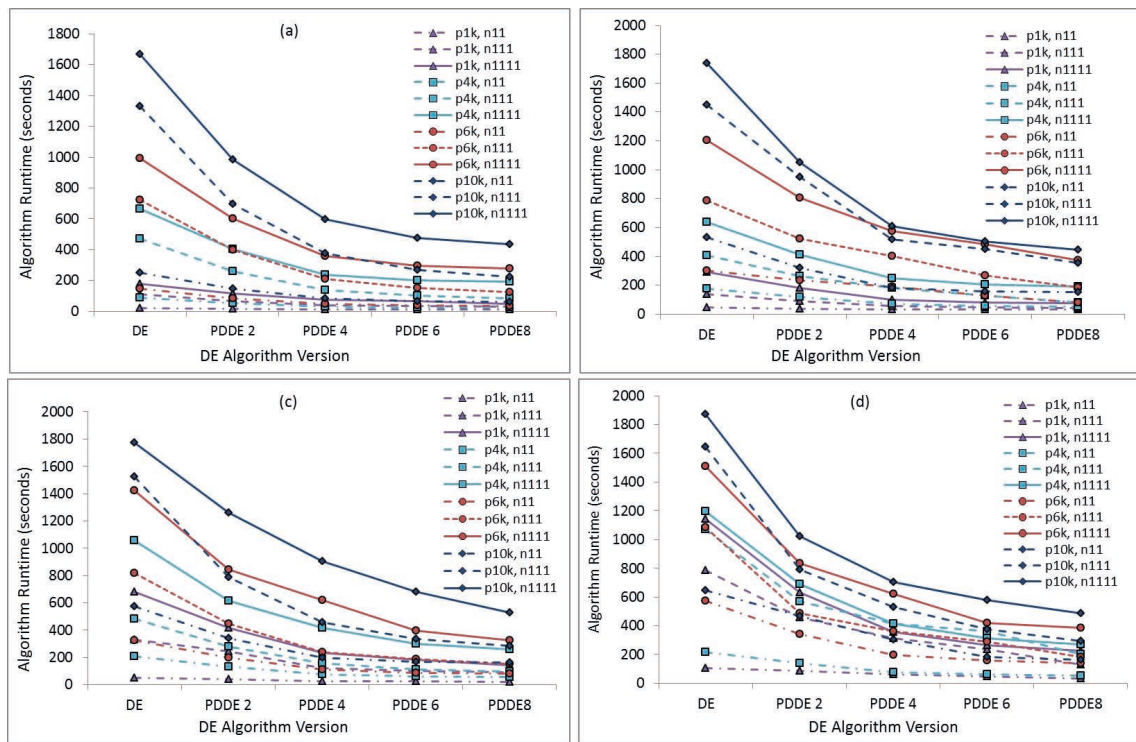 (a)
Algorithm Runtime (seconds)
1800
1600
1400
1200
1000
800
600
400
200
0
DE PDDE 2 PDDE 4 PDDE 6 PDDE8
DE Algorithm Version
p1k, n11
p1k, n111
p1k, n1111
p4k, n11
p4k, n111
p4k, n1111
p6k, n11
p6k, n111
p6k, n1111
p10k, n11
p10k, n111
p10k, n1111
Algorithm Runtime (seconds)
2000
1800
1600
1400
1200
1000
800
600
400
200
0
DE PDDE 2 PDDE 4 PDDE 6 PDDE8
DE Algorithm Version
p1k, n11
p1k, n111
p1k, n1111
p4k, n11
p4k, n111
p4k, n1111
p6k, n11
p6k, n111
p6k, n1111
p10k, n11
p10k, n111
p10k, n1111
(c)
Algorithm Runtime (seconds)
2000
1800
1600
1400
1200
1000
800
600
400
200
0
DE PDDE 2 PDDE 4 PDDE 6 PDDE8
DE Algorithm Version
p1k, n11
p1k, n111
p1k, n1111
p4k, n11
p4k, n111
p4k, n1111
p6k, n11
p6k, n111
p6k, n1111
p10k, n11
p10k, n111
p10k, n1111
(d)
Algorithm Runtime (seconds)
2000
1800
1600
1400
1200
1000
800
600
400
200
0
DE PDDE 2 PDDE 4 PDDE 6 PDDE8
DE Algorithm Version
p1k, n11
p1k, n111
p1k, n1111
p4k, n11
p4k, n111
p4k, n1111
p6k, n11
p6k, n111
p6k, n1111
p10k, n11
p10k, n111
p10k, n1111